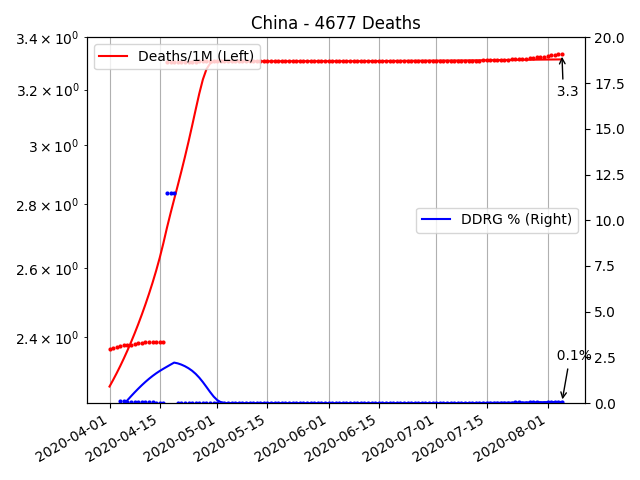 China - 4677 Deaths
3.4 × 10⁰
3.2 × 10⁰
3 × 10⁰
2.8 × 10⁰
2.6 × 10⁰
2.4 × 10⁰
Deaths/1M (Left)
DDRG % (Right)
3.3
0.1%
20.0
17.5
15.0
12.5
10.0
7.5
5.0
2.5
0.0
2020-04-01
2020-04-15
2020-05-01
2020-05-15
2020-06-01
2020-06-15
2020-07-01
2020-07-15
2020-08-01